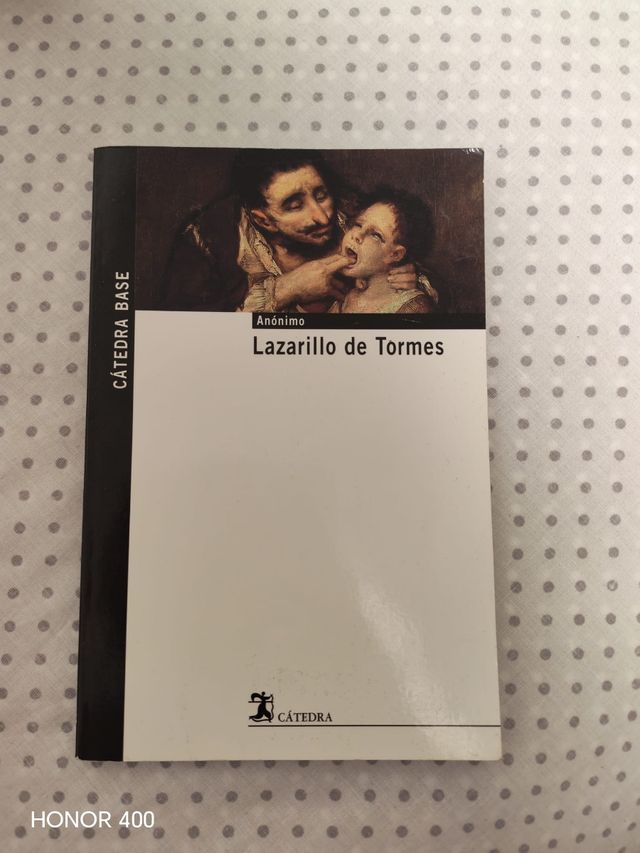 CÁTEDRA BASE
Anónimo
Lazarillo de Tormes
CÁTEDRA
HONOR 400